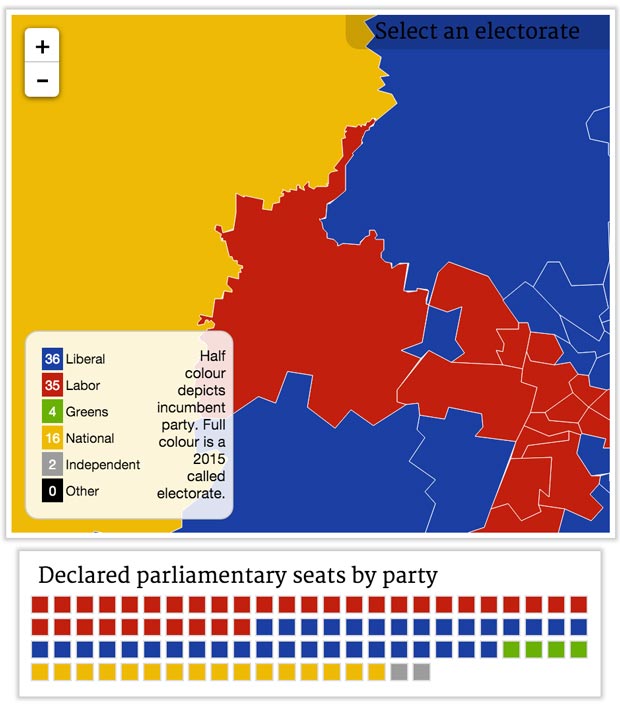 Select an electorate
+
-
36 Liberal
35 Labor
4 Greens
16 National
2 Independent
0 Other
Half
colour
depicts
incumbent
party. Full
colour is a
2015
called
electorate.
Declared parliamentary seats by party